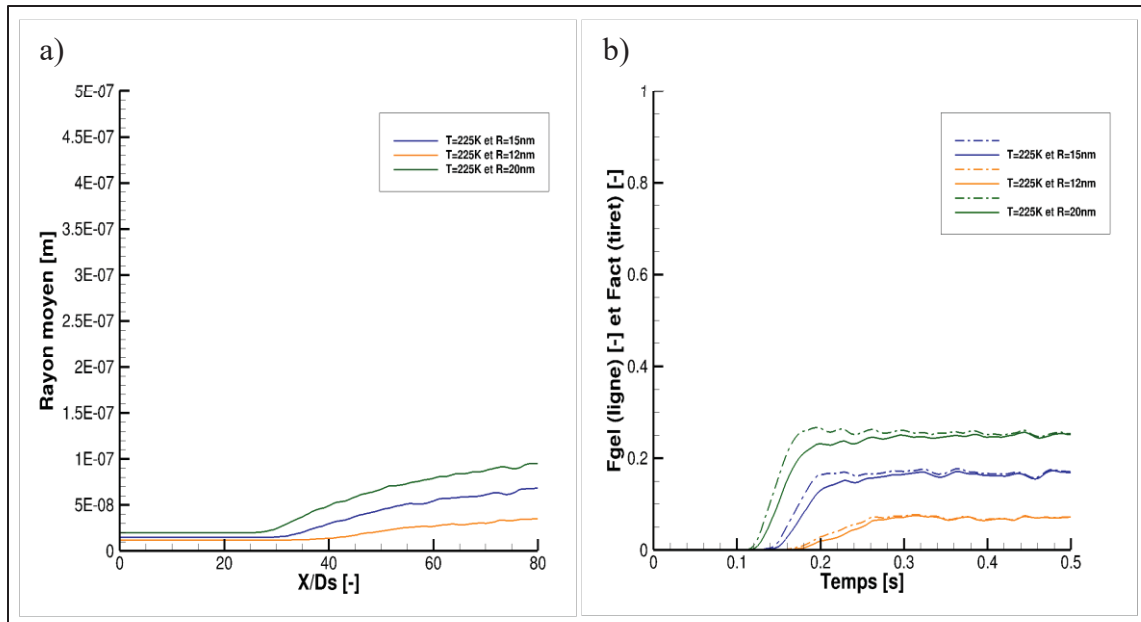 a)
5E-07
4.5E-07
4E-07
3.5E-07
3E-07
2.5E-07
2E-07
1.5E-07
1E-07
5E-08
0
Rayon moyen [m]
T=225K et R=15nm
T=225K et R=12nm
T=225K et R=20nm
0 20 40 60 80
X/Ds [-]
b)
1
0.8
0.6
0.4
0.2
0
Fgel (ligne) [-] et Fact (tiret) [-]
T=225K et R=15nm
T=225K et R=12nm
T=225K et R=20nm
0 0.1 0.2 0.3 0.4 0.5
Temps [s]